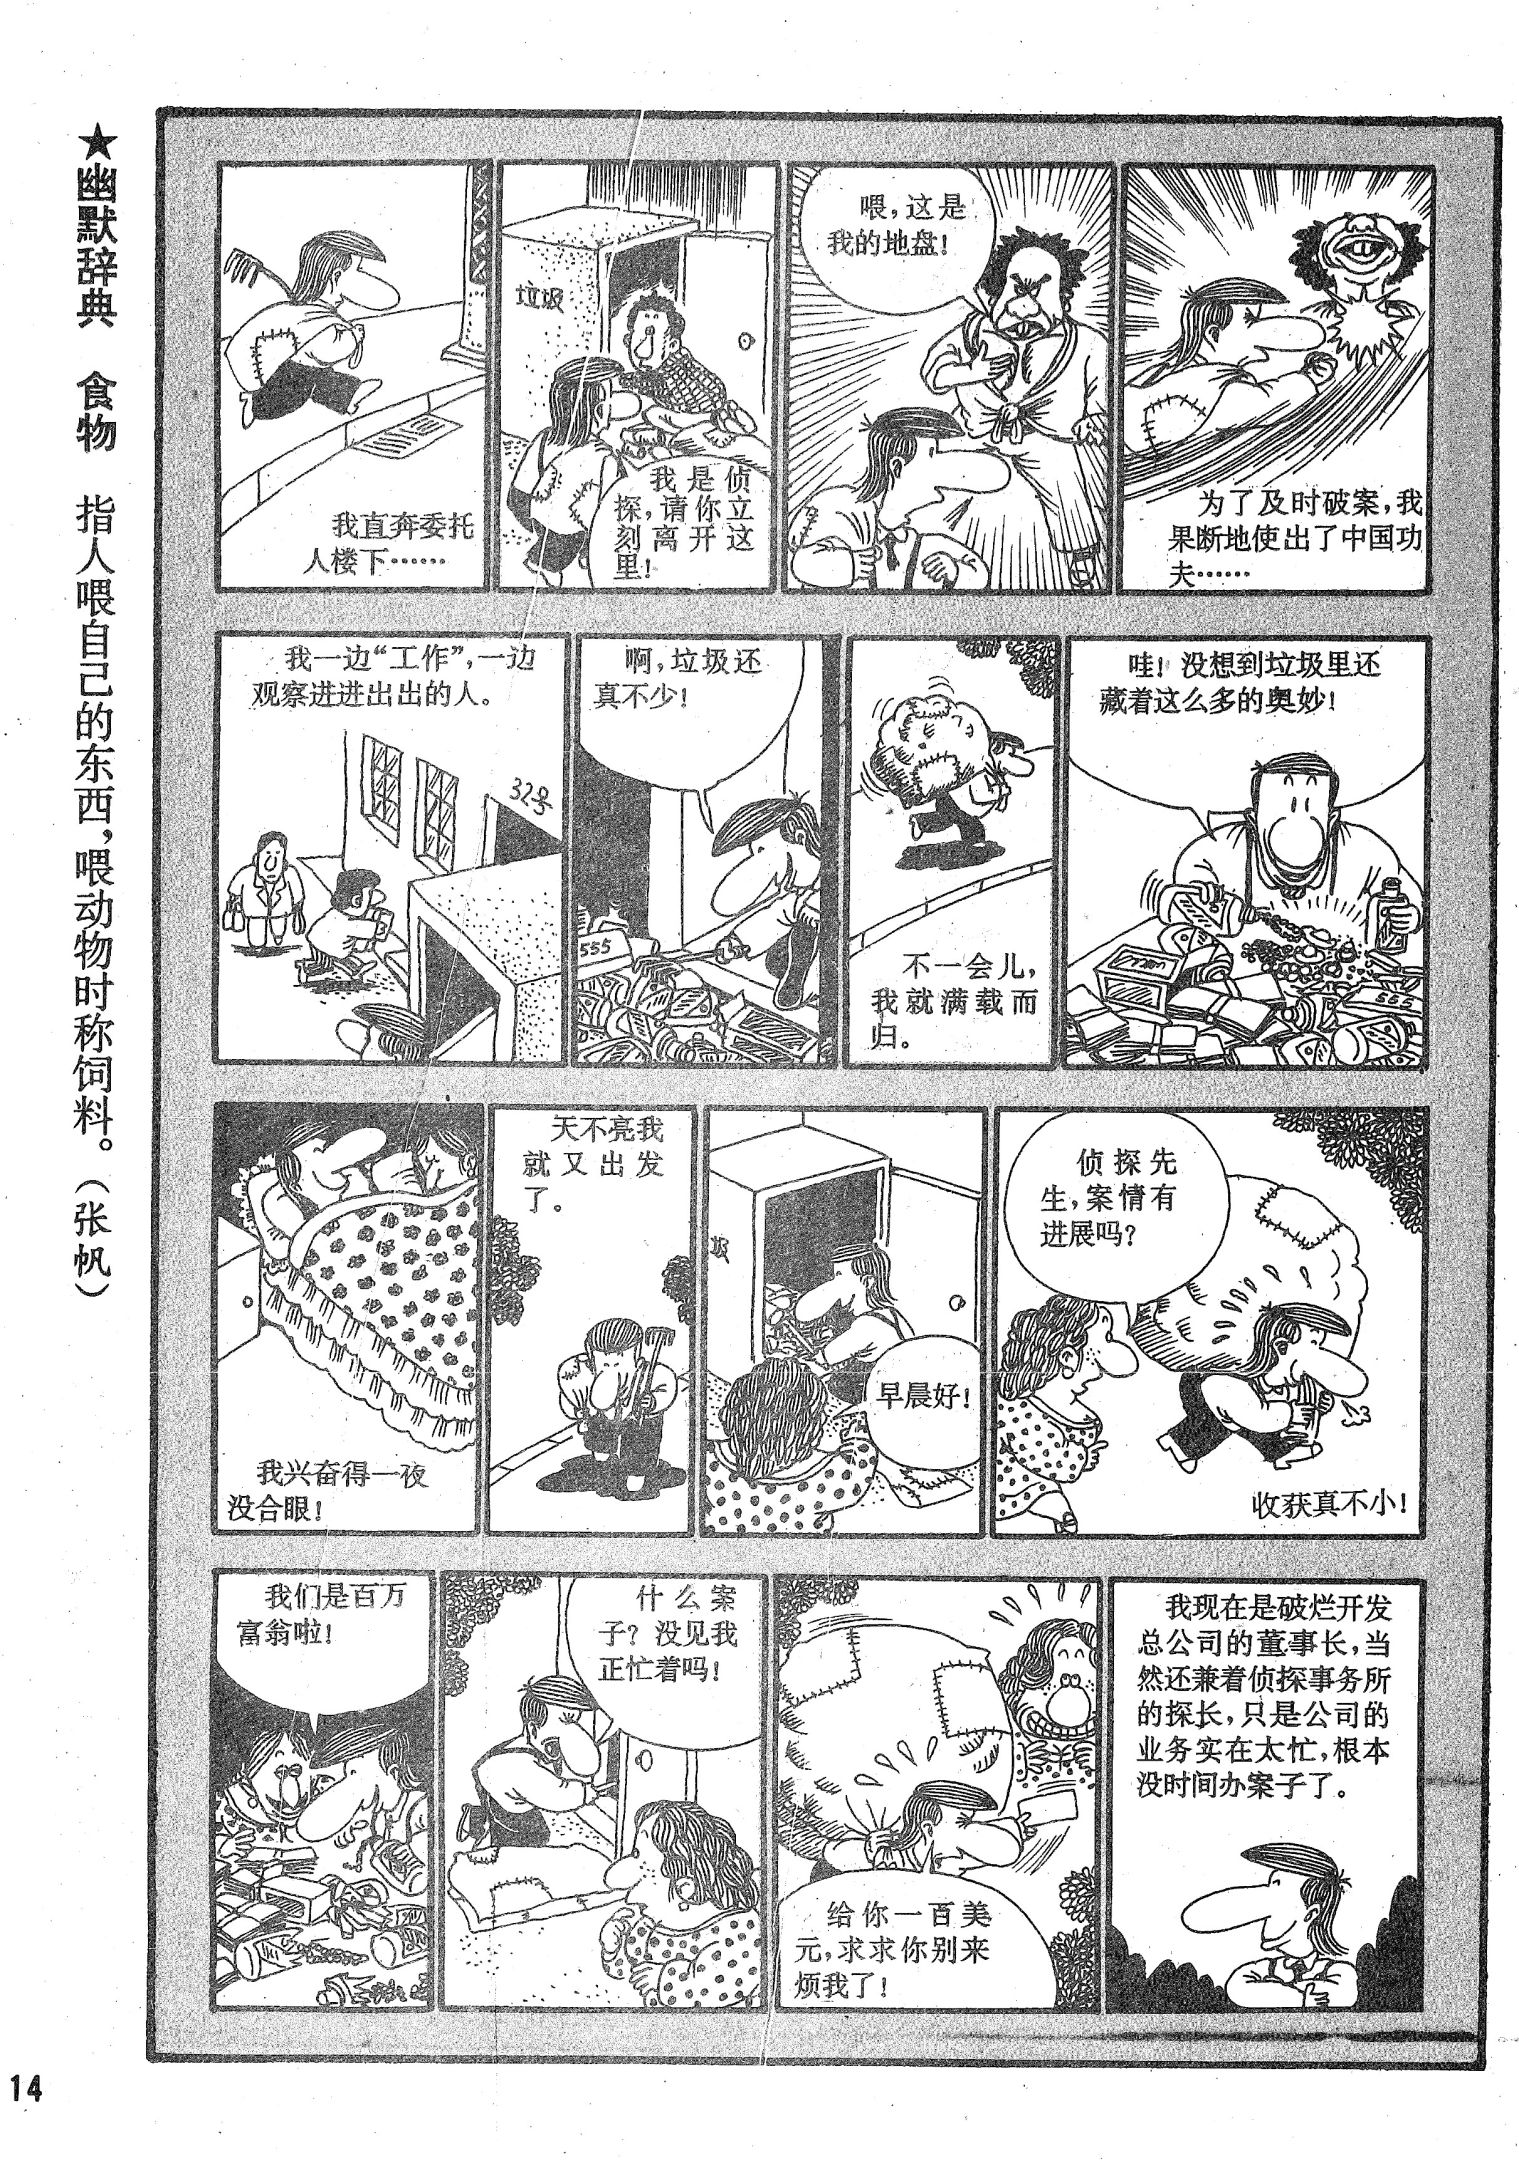 ★幽默辞典 食物 指人喂自己的东西，喂动物时称饲料。（张帆）
我直奔委托
人楼下……
垃圾
我是侦
探，请你立
刻离开这
里！
喂，这是
我的地盘！
为了及时破案，我
果断地使出了中国功
夫……
我一边“工作”，一边
观察进进出出的人。
32号
啊，垃圾还
真不少！
555
不一会儿，
我就满载而
归。
哇！没想到垃圾里还
藏着这么多的奥妙！
555
我兴奋得一夜
没合眼！
天不亮我
就又出发
了。
圾
早晨好！
侦探先
生，案情有
进展吗？
收获真不小！
我们是百万
富翁啦！
什么案
子？没见我
正忙着吗！
给你一百美
元，求求你别来
烦我了！
我现在是破烂开发
总公司的董事长，当
然还兼着侦探事务所
的探长，只是公司的
业务实在太忙，根本
没时间办案子了。
14